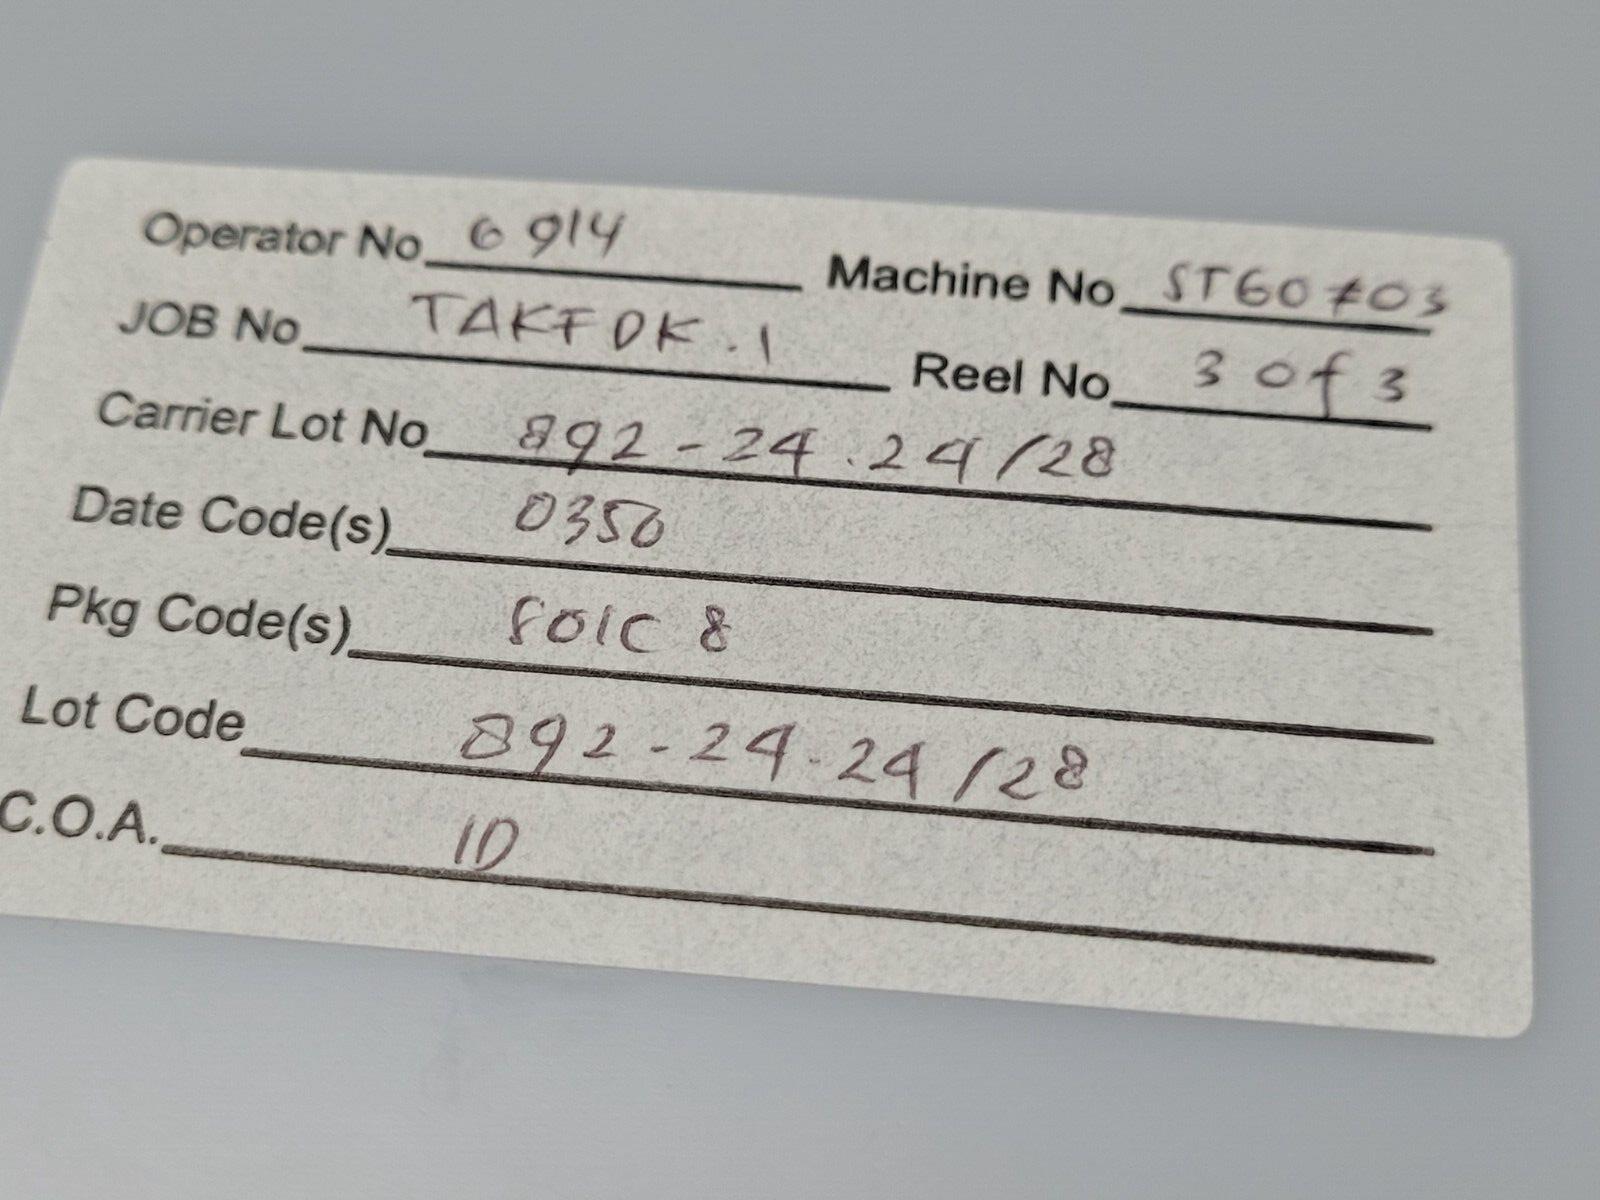 Operator No 6914 Machine No ST60703
JOB No TAKFDK.1 Reel No 3 of 3
Carrier Lot No 892-24.24/28
Date Code(s) 0350
Pkg Code(s) SOIC 8
Lot Code 892-24.24/28
C.O.A. ID